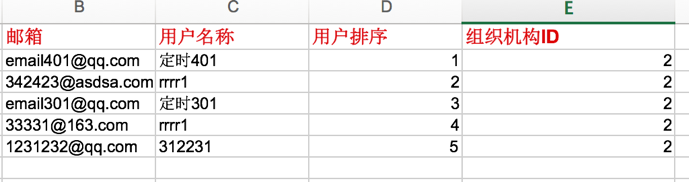 B C D E
邮箱 用户名称 用户排序 组织机构ID
email401@qq.com 定时401 1 2
342423@asdsa.com rrrr1 2 2
email301@qq.com 定时301 3 2
33331@163.com rrrr1 4 2
1231232@qq.com 312231 5 2